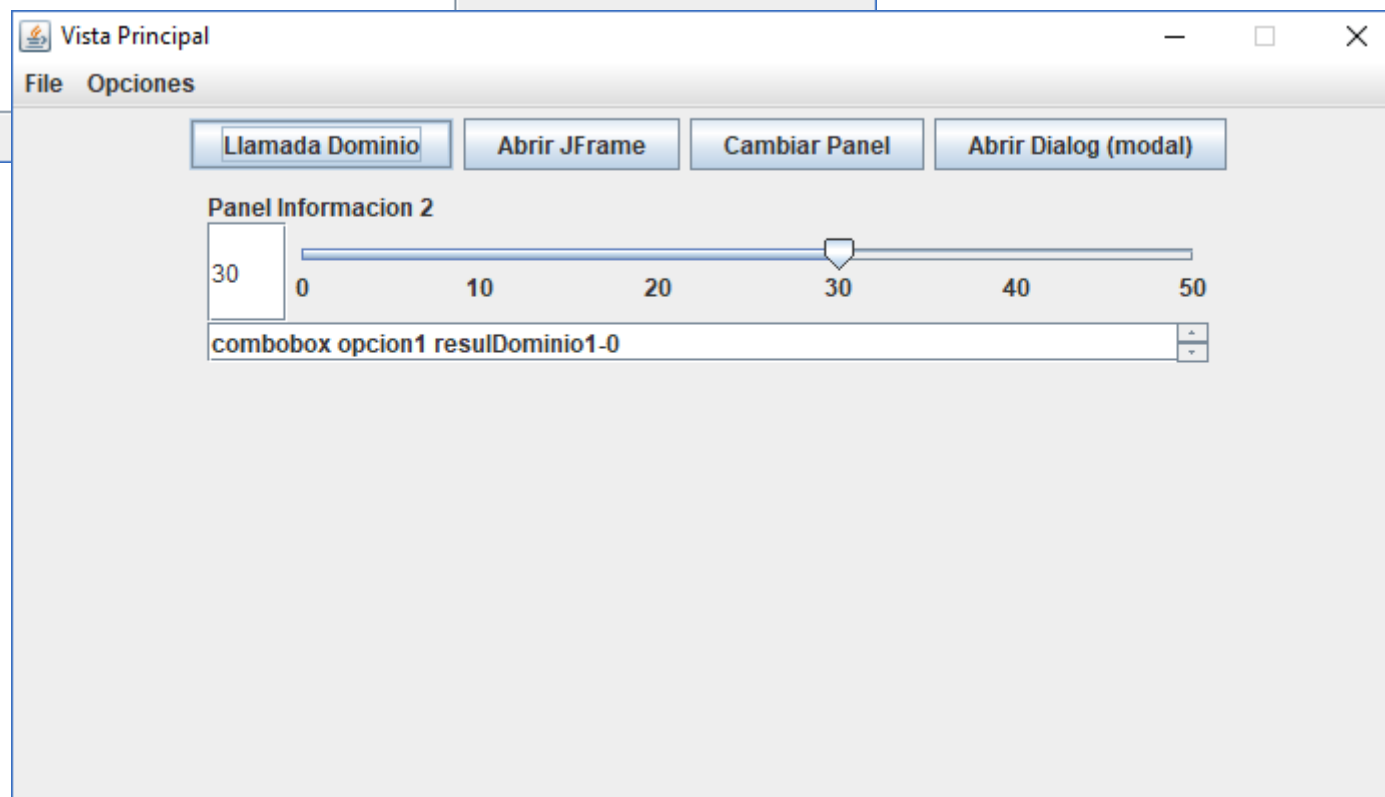 Vista Principal
File Opciones
Llamada Dominio Abrir JFrame Cambiar Panel Abrir Dialog (modal)
Panel Informacion 2
30
0 10 20 30 40 50
combobox opcion1 resulDominio1-0